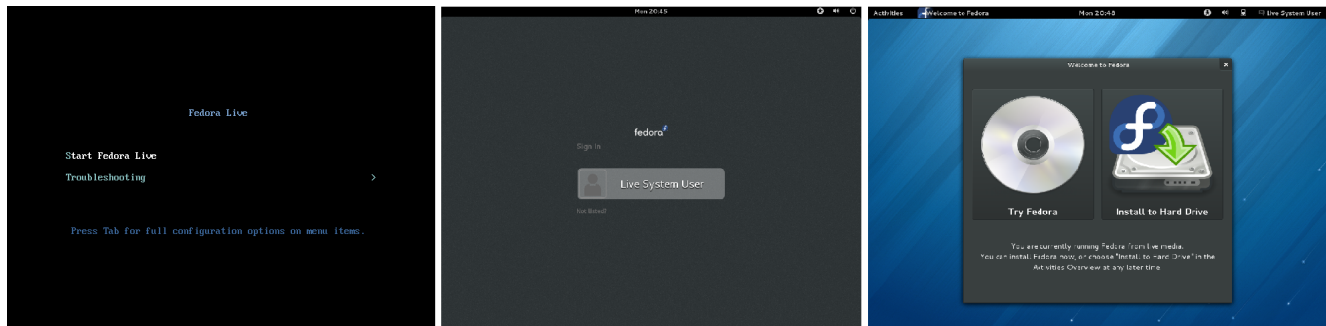 Fedora Live
Start Fedora Live
Troubleshooting >
Press Tab for full configuration options on menu items.
Mon 20:45
fedora
Sign In
Live System User
Not listed?
Activities Welcome to Fedora Mon 20:48 Live System User
Welcome to Fedora
Try Fedora Install to Hard Drive
You are currently running Fedora from live media.
You can install Fedora now, or choose "Install to Hard Drive" in the
Activities Overview at any later time.